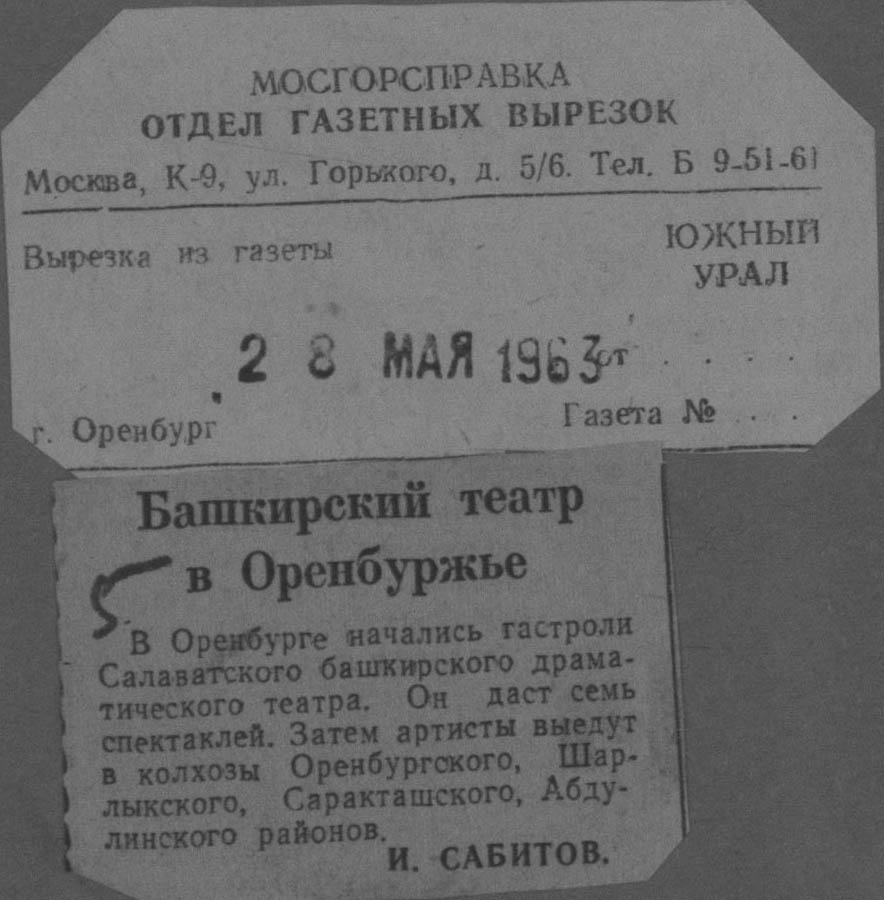 МОСГОРСПРАВКА
ОТДЕЛ ГАЗЕТНЫХ ВЫРЕЗОК
Москва, К-9, ул. Горького, д. 5/6. Тел. Б 9-51-61
Вырезка из газеты
ЮЖНЫЙ
УРАЛ
28 МАЯ 1963 от . . . .
г. Оренбург
Газета № . . .
Башкирский театр
в Оренбуржье
В Оренбурге начались гастроли
Салаватского башкирского драма-
тического театра. Он даст семь
спектаклей. Затем артисты выедут
в колхозы Оренбургского, Шар-
лыкского, Саракташского, Абду-
линского районов.
И. САБИТОВ.